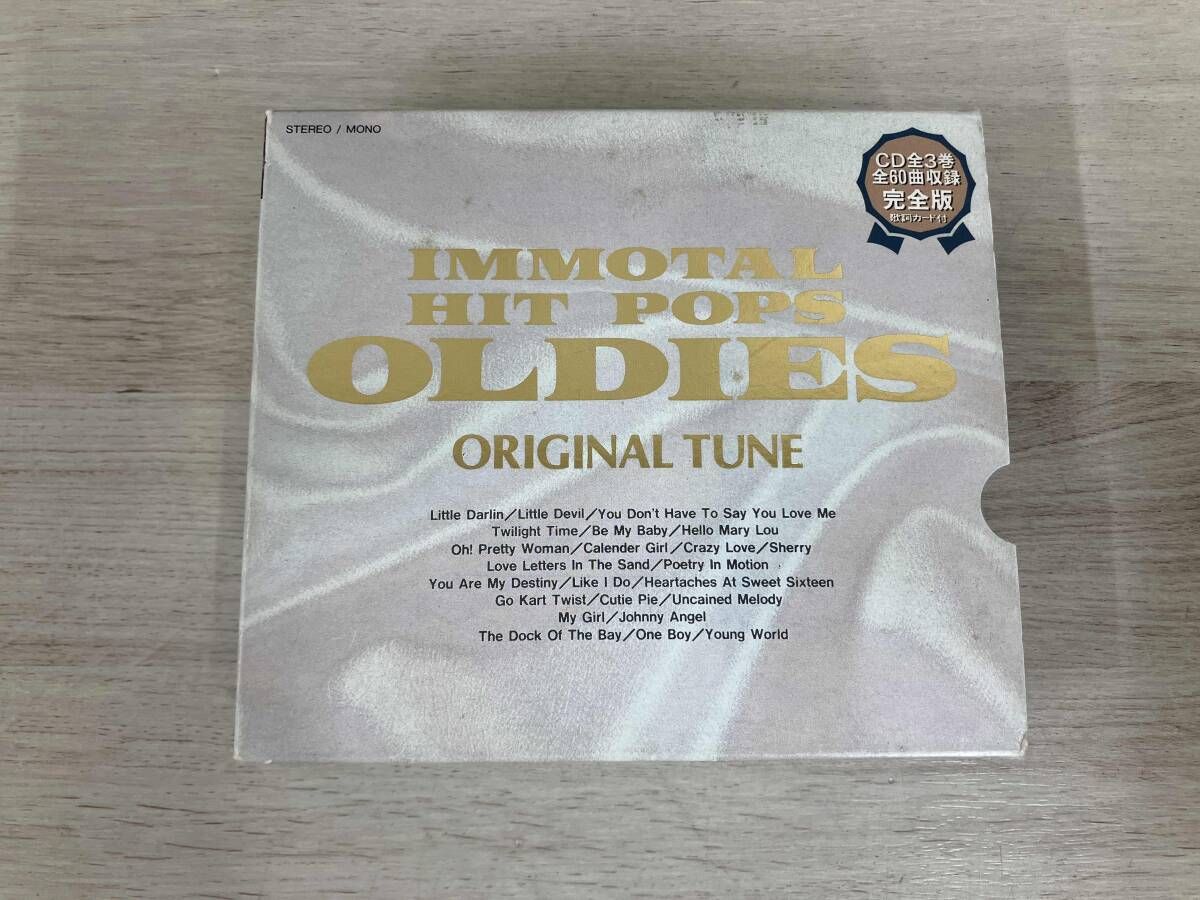 STEREO / MONO
CD全3巻
全60曲収録
完全版
歌詞カード付
IMMOTAL
HIT POPS
OLDIES
ORIGINAL TUNE
Little Darlin/Little Devil/You Don't Have To Say You Love Me
Twilight Time/Be My Baby/Hello Mary Lou
Oh! Pretty Woman/Calender Girl/Crazy Love/Sherry
Love Letters In The Sand/Poetry In Motion
You Are My Destiny/Like I Do/Heartaches At Sweet Sixteen
Go Kart Twist/Cutie Pie/Uncained Melody
My Girl/Johnny Angel
The Dock Of The Bay/One Boy/Young World